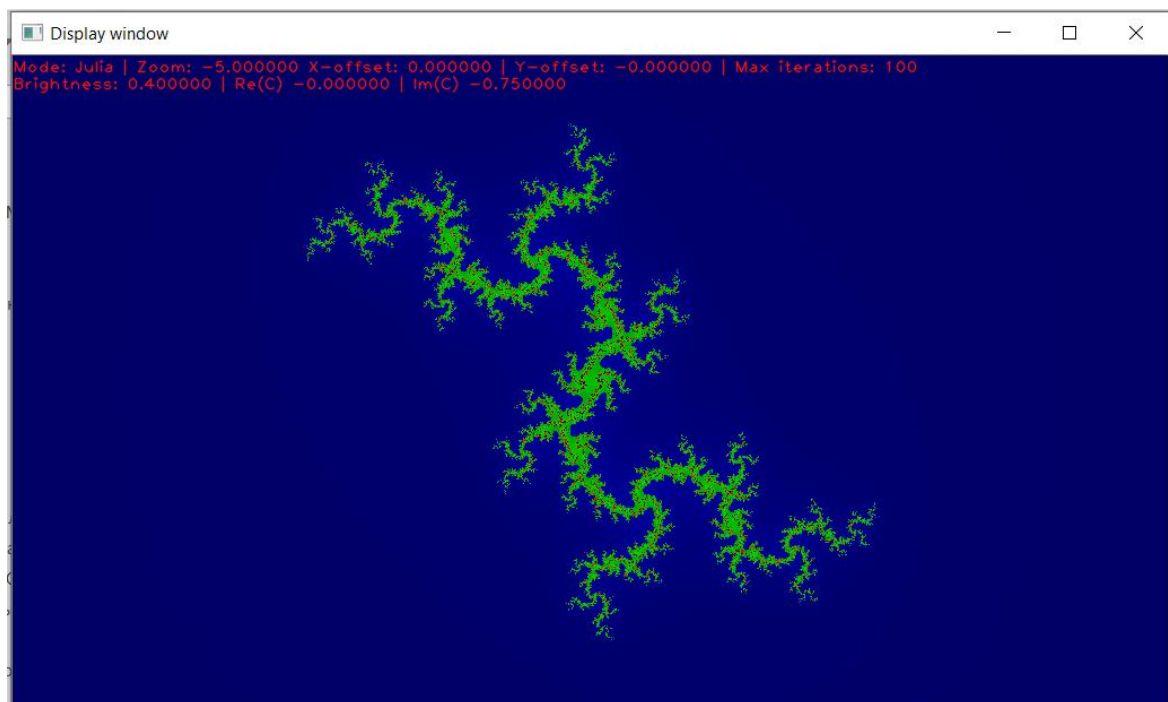 Display window
Mode: Julia | Zoom: -5.000000 X-offset: 0.000000 | Y-offset: -0.000000 | Max iterations: 100
Brightness: 0.400000 | Re(C) -0.000000 | Im(C) -0.750000